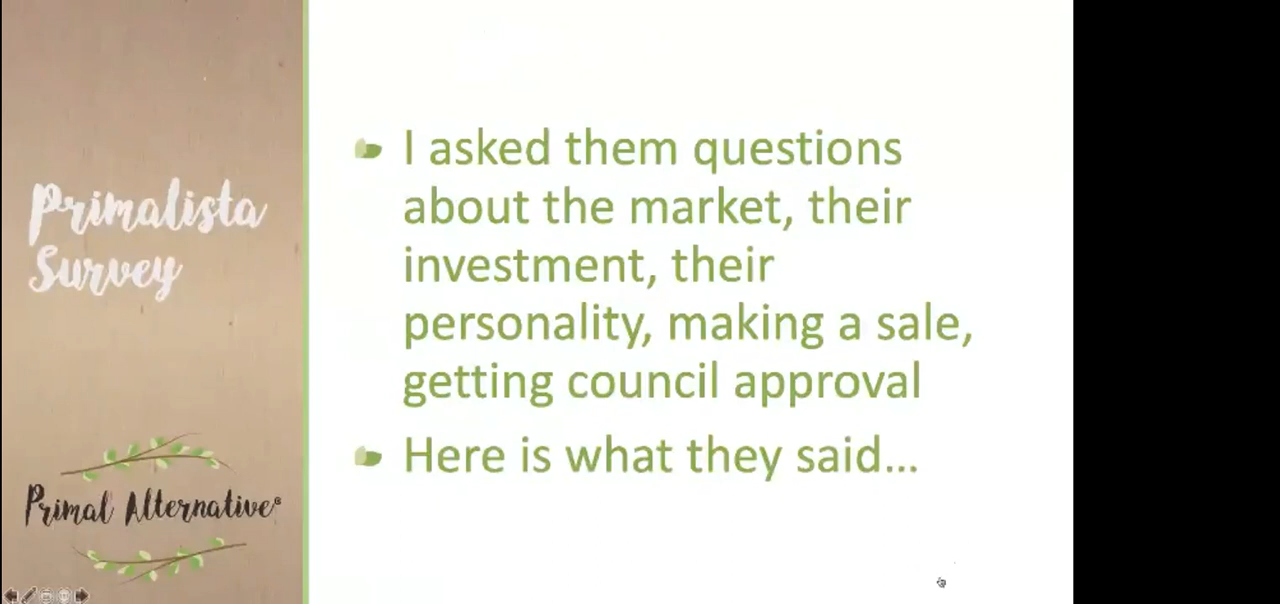 Primalista
Survey
Primal Alternative®
I asked them questions
about the market, their
investment, their
personality, making a sale,
getting council approval
Here is what they said...